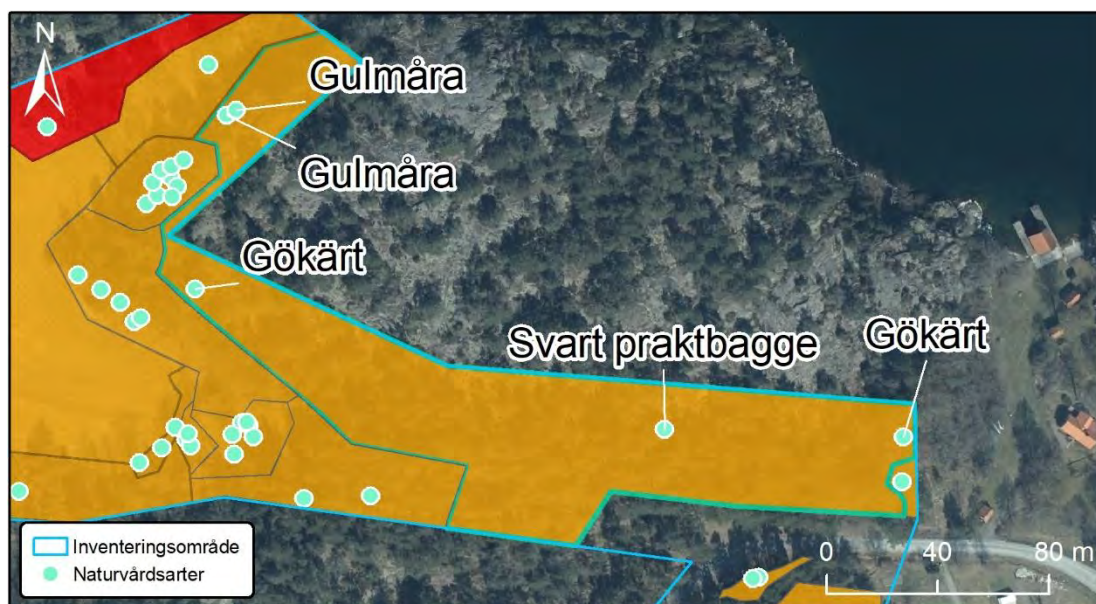 N
Gulmåra
Gulmåra
Gökärt
Svart praktbagge
Gökärt
Inventeringsområde
Naturvårdsarter
0 40 80 m